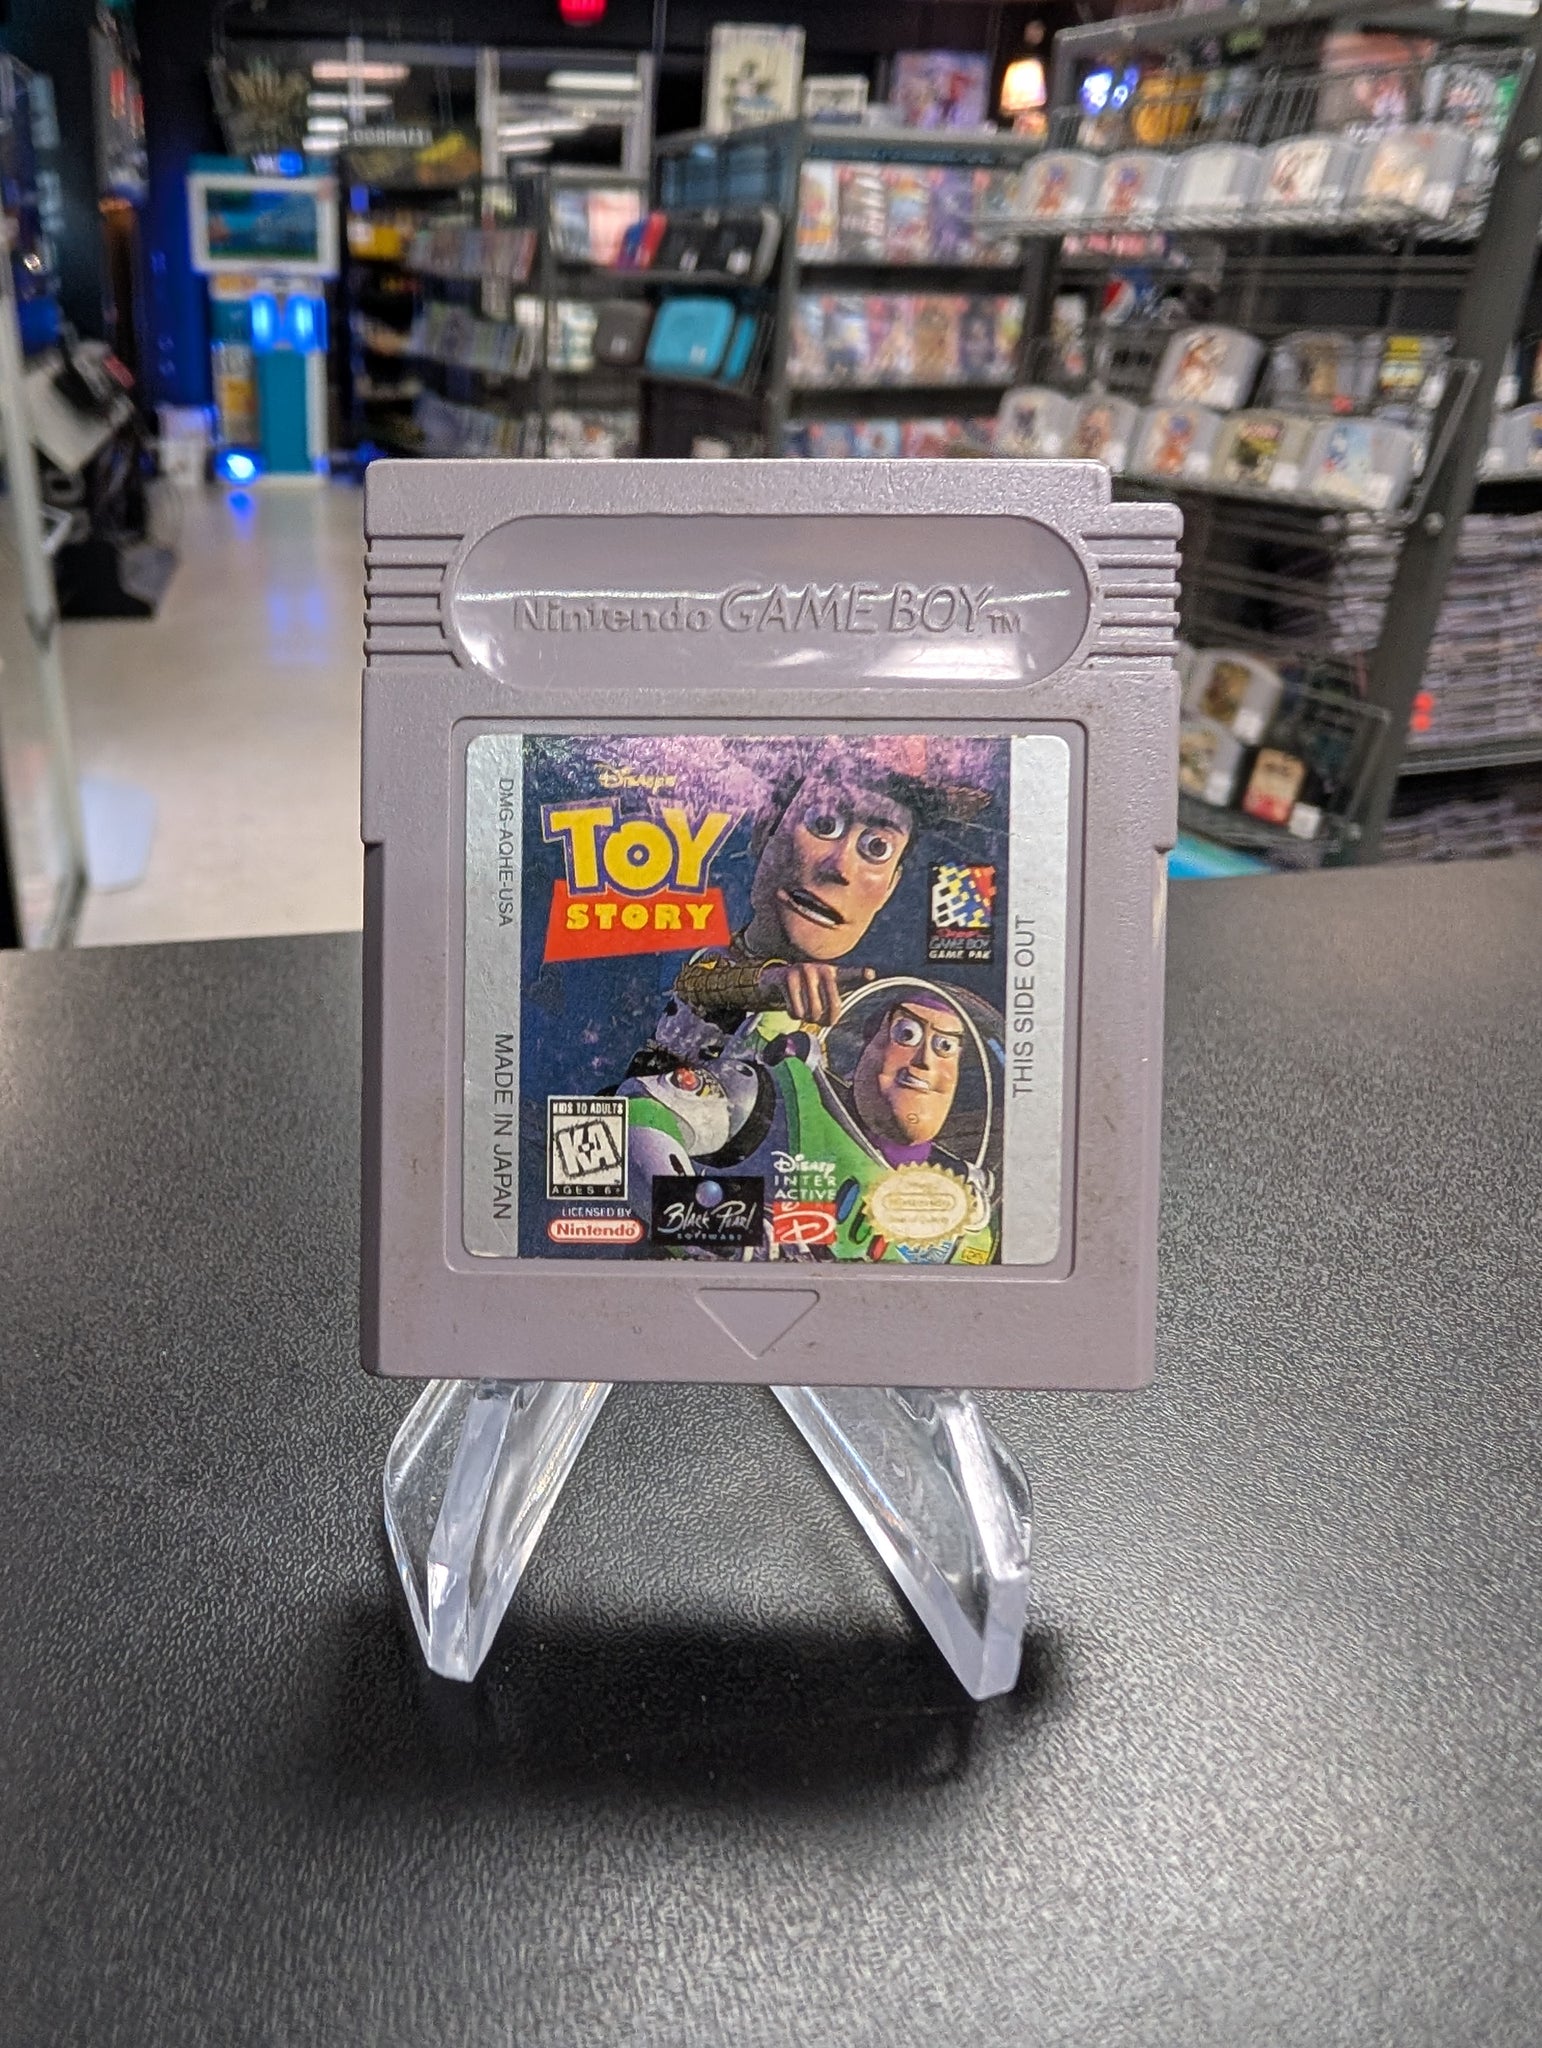 Nintendo GAME BOY TM
DMG-AQHE-USA
MADE IN JAPAN
Disney's
TOY
STORY
Super
GAME BOY
GAME PAK
THIS SIDE OUT
KIDS TO ADULTS
K-A
AGES 6+
LICENSED BY
Nintendo
Black Pearl
SOFTWARE
Disney
INTER
ACTIVE
D